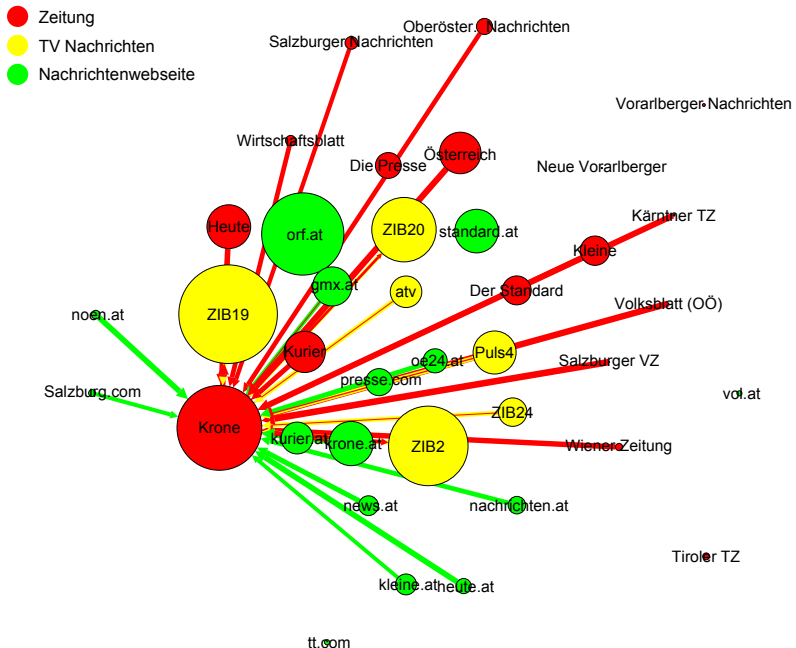 Zeitung
TV Nachrichten
Nachrichtenwebseite
Oberöster. Nachrichten
Salzburger Nachrichten
Vorarlberger Nachrichten
Wirtschaftsblatt
Die Presse
Österreich
Neue Vorarlberger
Kärntner TZ
Heute
orf.at
ZIB20
standard.at
Kleine
gmx.at
atv
Der Standard
Volksblatt (OÖ)
noen.at
ZIB19
Kurier
oe24.at
Puls4
Salzburger VZ
presse.com
Salzburg.com
vol.at
ZIB24
Krone
kurier.at
krone.at
ZIB2
Wiener Zeitung
news.at
nachrichten.at
Tiroler TZ
kleine.at
heute.at
tt.com